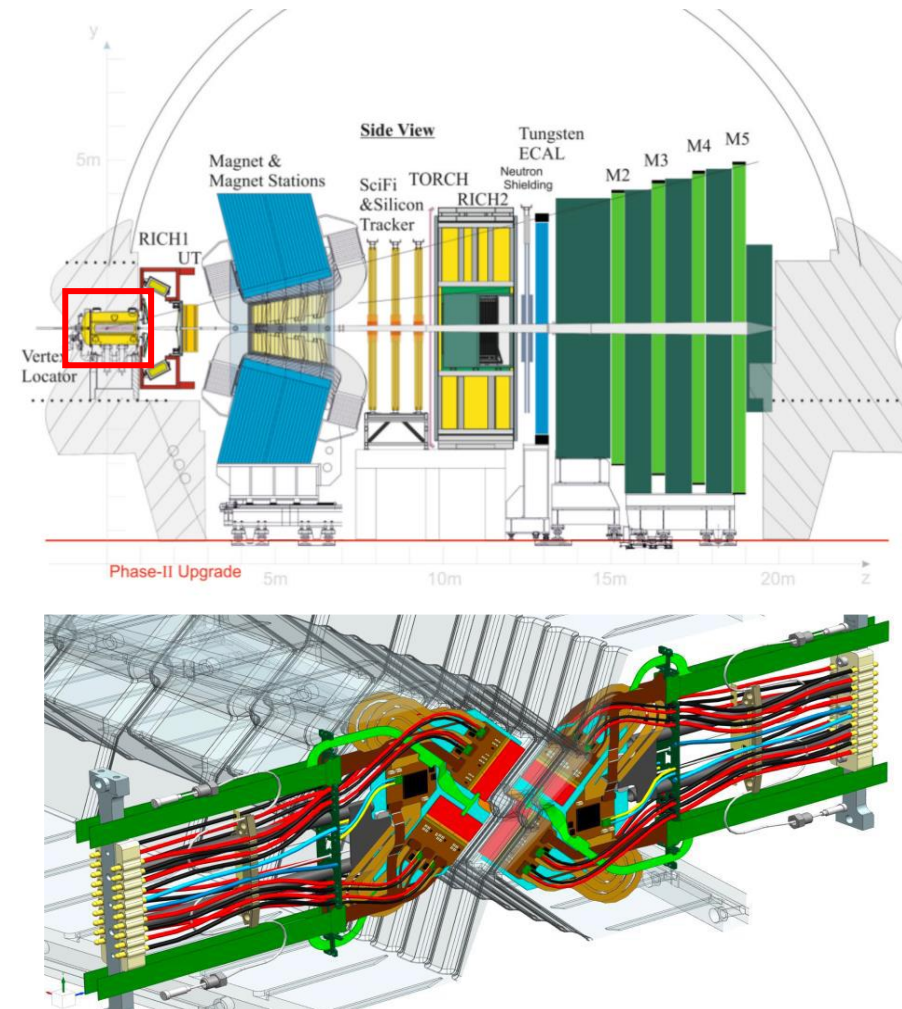 y
Side View
Tungsten
ECAL
M5
M4
M3
M2
5m
Neutron
Shielding
Magnet &
Magnet Stations
SciFi
&Silicon
Tracker
TORCH
RICH2
RICH1
UT
Vertex
Locator
Phase-II Upgrade
5m
10m
15m
20m
z